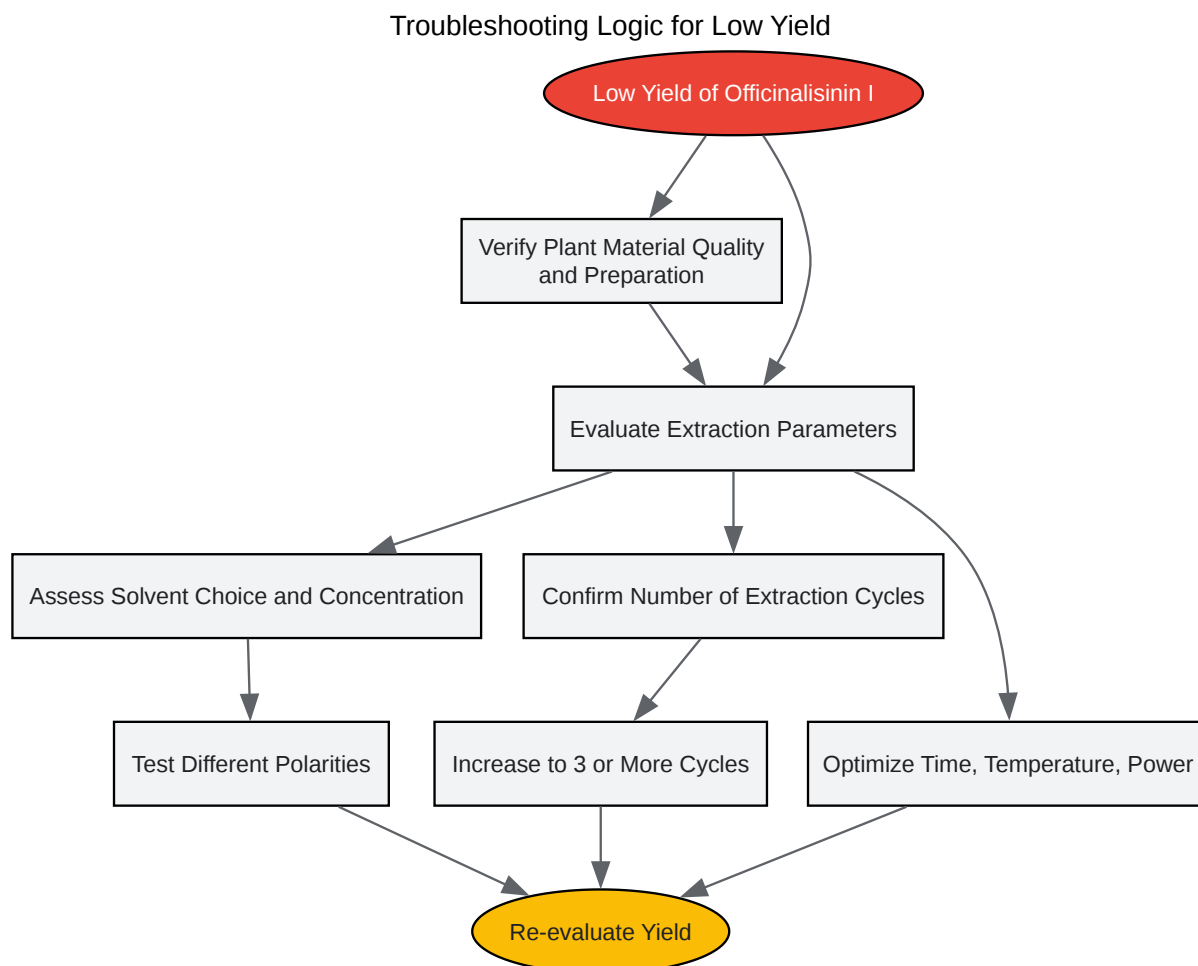 Troubleshooting Logic for Low Yield
Low Yield of Officinalisinin I
Verify Plant Material Quality
and Preparation
Evaluate Extraction Parameters
Assess Solvent Choice and Concentration
Confirm Number of Extraction Cycles
Test Different Polarities
Increase to 3 or More Cycles
Optimize Time, Temperature, Power
Re-evaluate Yield